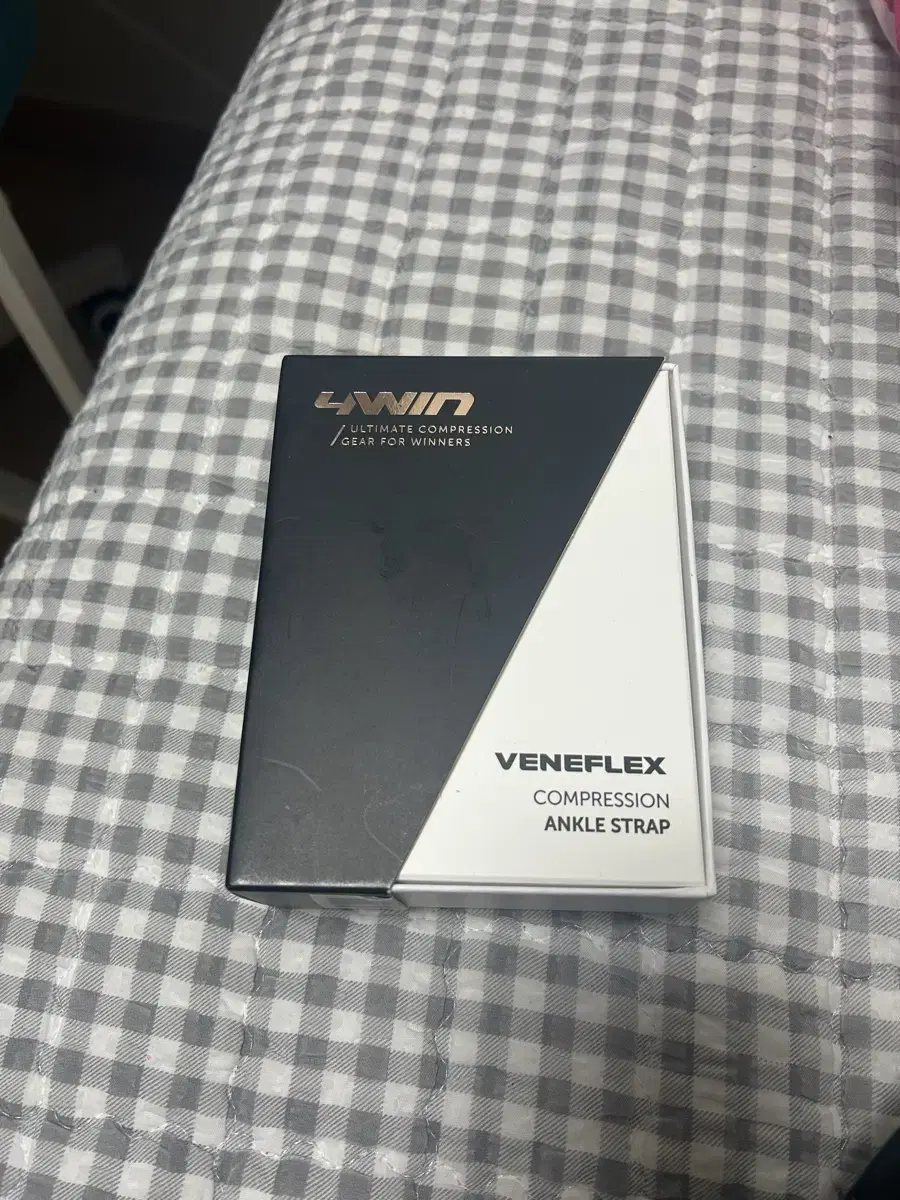 4WIN
ULTIMATE COMPRESSION
GEAR FOR WINNERS
VENEFLEX
COMPRESSION
ANKLE STRAP